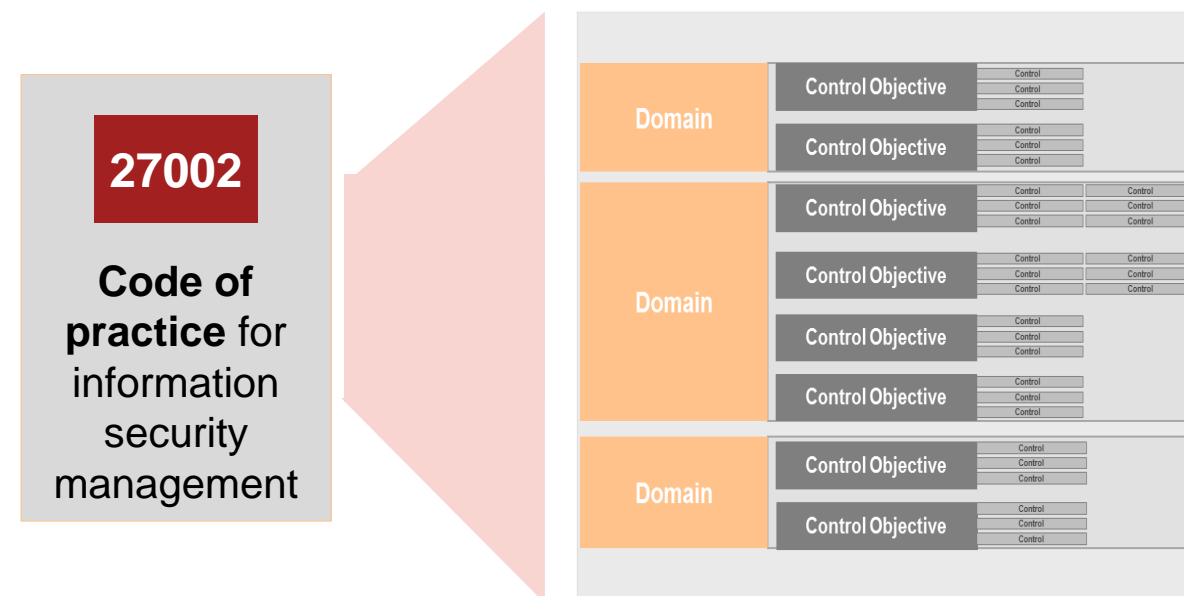 27002
Code of
practice for
information
security
management
Domain
Control Objective
Control
Control
Control
Control Objective
Control
Control
Control
Domain
Control Objective
Control Control
Control Control
Control Control
Control Objective
Control Control
Control Control
Control Control
Control Objective
Control
Control
Control
Control Objective
Control
Control
Control
Domain
Control Objective
Control
Control
Control
Control Objective
Control
Control
Control